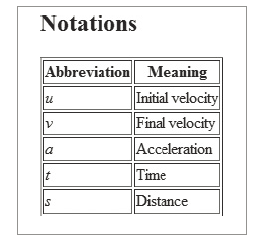 Notations
Abbreviation Meaning
u Initial velocity
v Final velocity
a Acceleration
t Time
s Distance